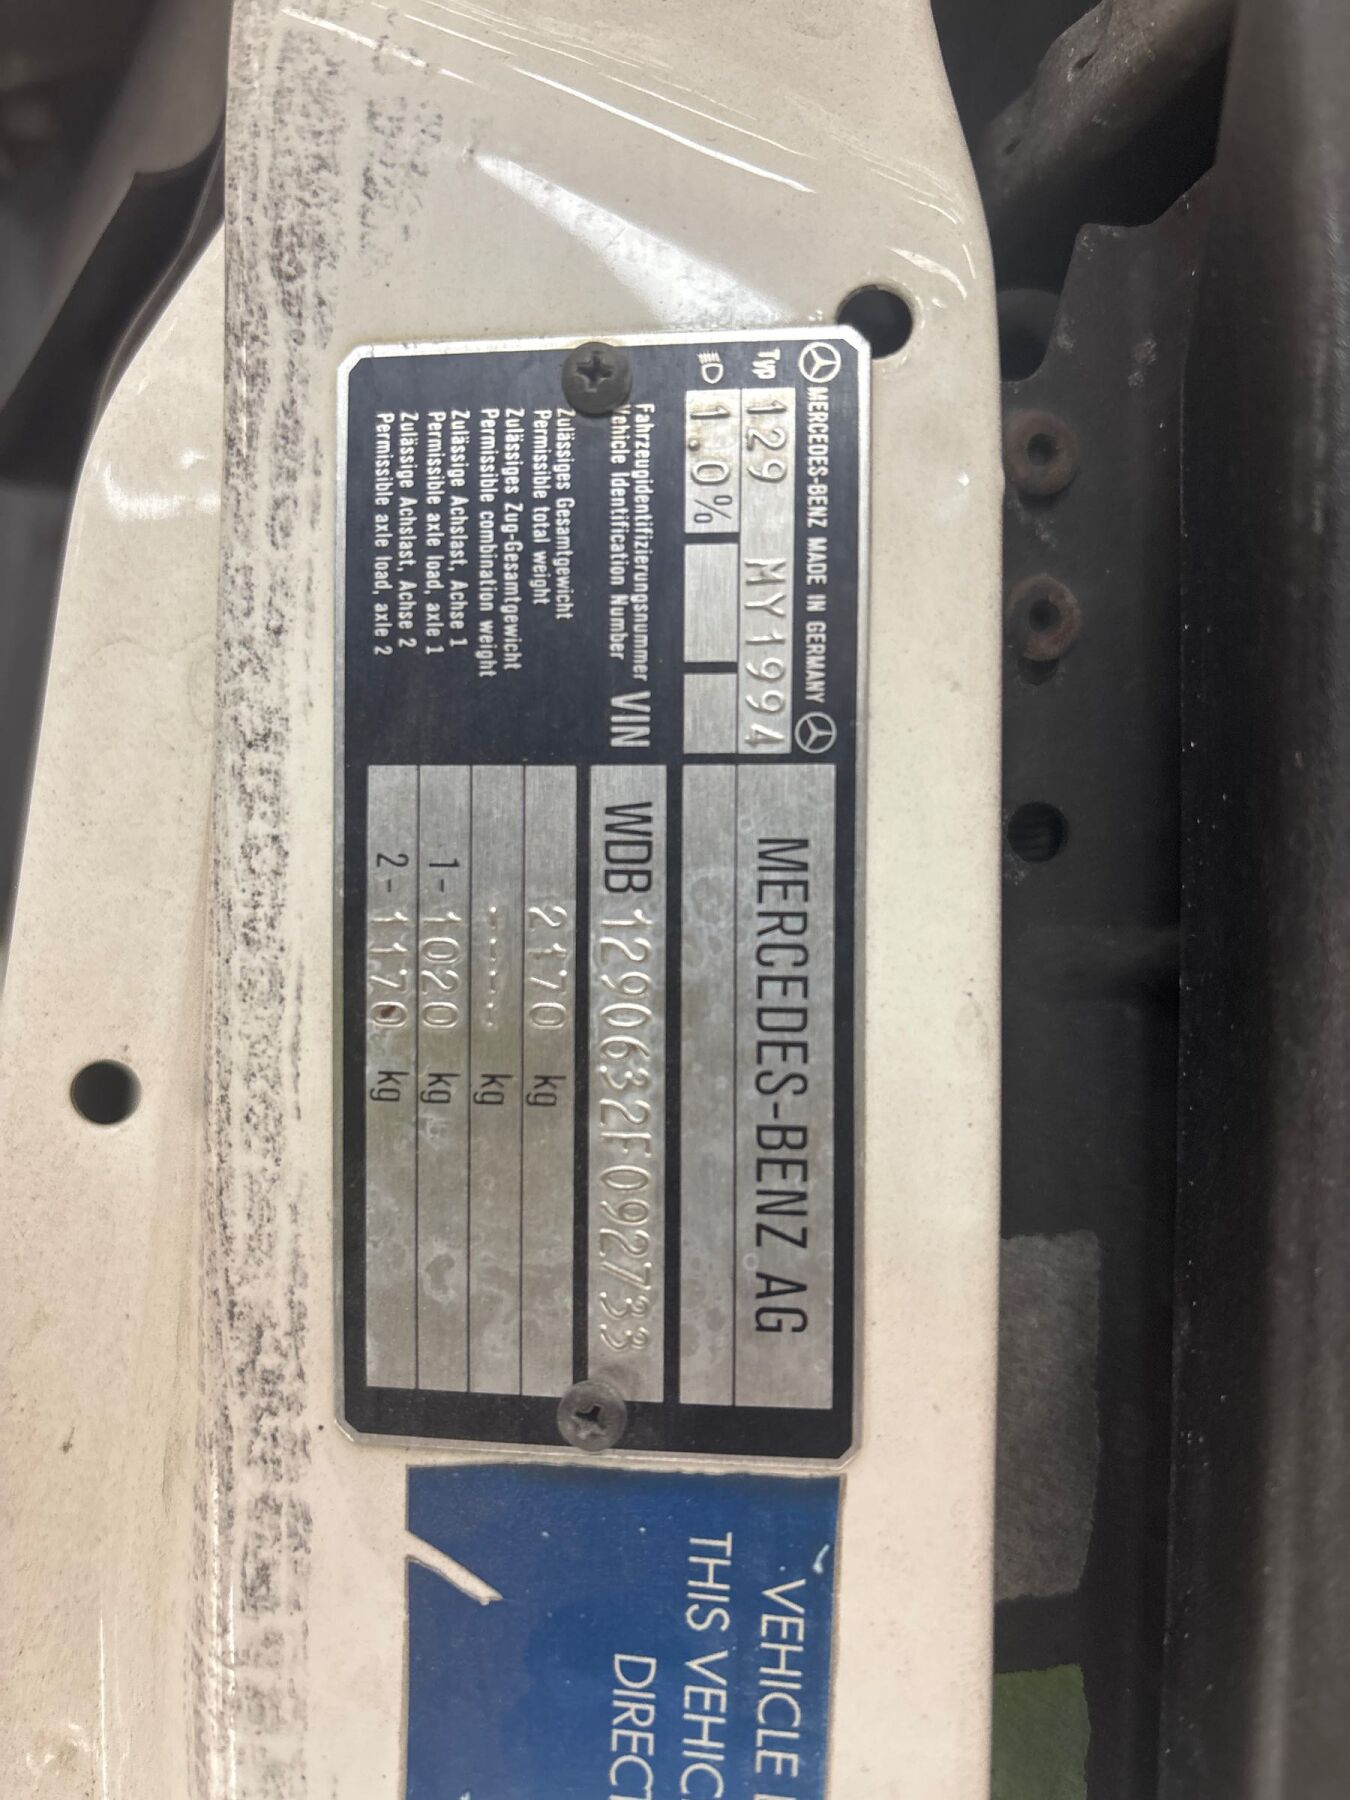 MERCEDES-BENZ MADE IN GERMANY
Typ 129 MY1994
1.0%
MERCEDES-BENZ AG
Fahrzeugidentifizierungsnummer
Vehicle Identification Number
VIN
WDB1290632F092733
Zulässiges Gesamtgewicht
Permissible total weight
2170 kg
Zulässiges Zug-Gesamtgewicht
Permissible combination weight
---- kg
Zulässige Achslast, Achse 1
Permissible axle load, axle 1
1-1020 kg
Zulässige Achslast, Achse 2
Permissible axle load, axle 2
2-1170 kg
VEHICLE
THIS VEHIC
DIRECT